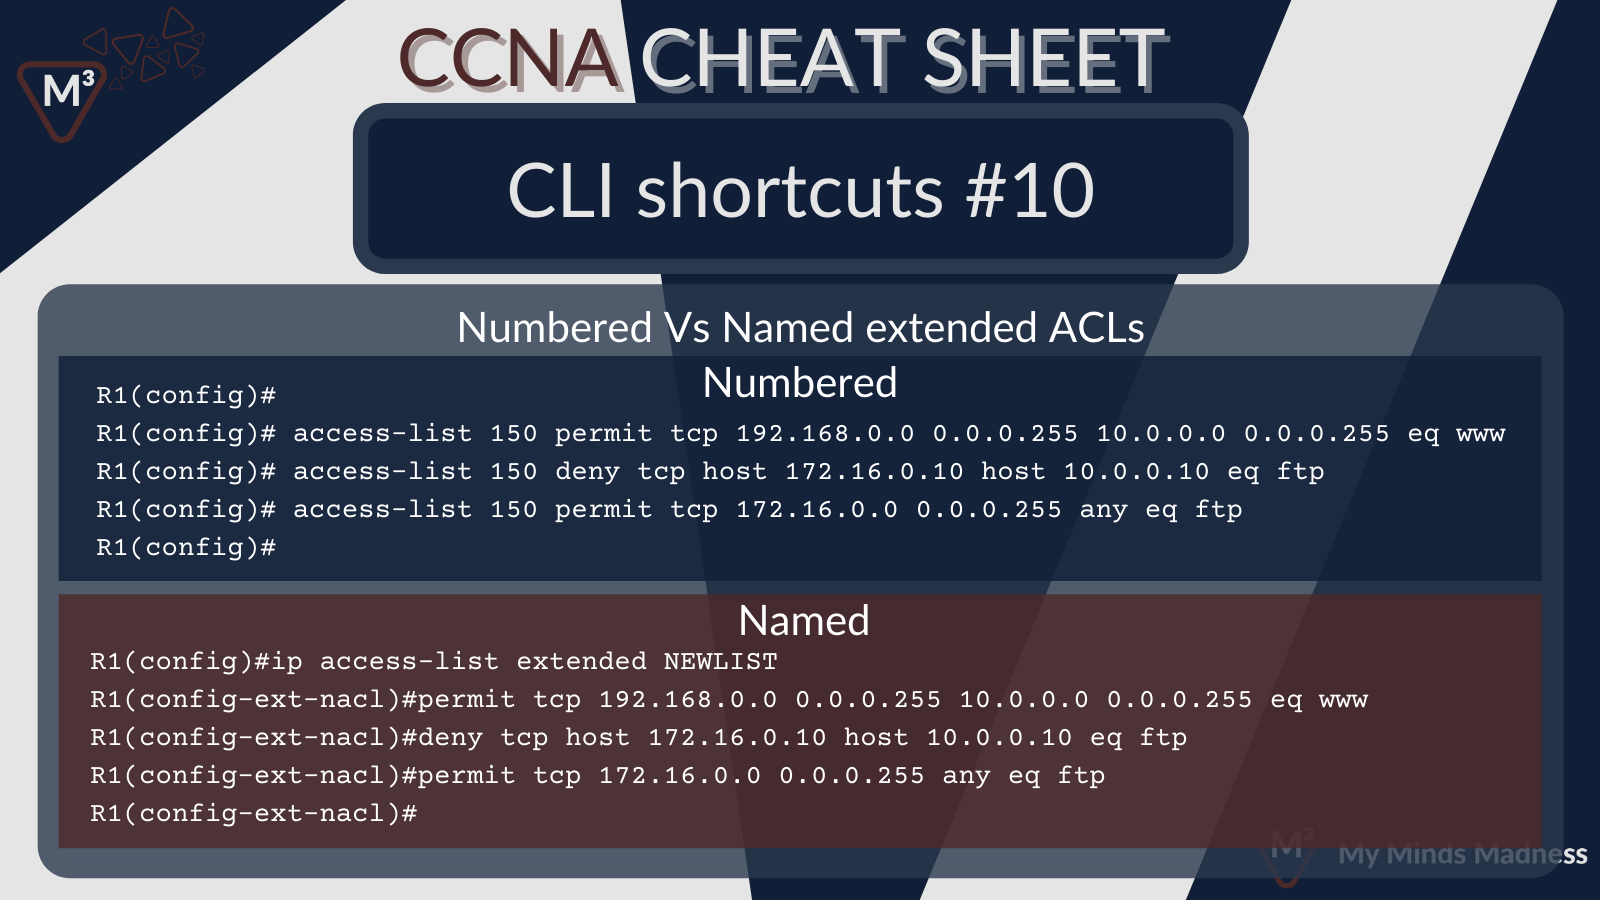 M³
CCNA CHEAT SHEET
CLI shortcuts #10
Numbered Vs Named extended ACLs
Numbered
R1(config)#
R1(config)# access-list 150 permit tcp 192.168.0.0 0.0.0.255 10.0.0.0 0.0.0.255 eq www
R1(config)# access-list 150 deny tcp host 172.16.0.10 host 10.0.0.10 eq ftp
R1(config)# access-list 150 permit tcp 172.16.0.0 0.0.0.255 any eq ftp
R1(config)#
Named
R1(config)#ip access-list extended NEWLIST
R1(config-ext-nacl)#permit tcp 192.168.0.0 0.0.0.255 10.0.0.0 0.0.0.255 eq www
R1(config-ext-nacl)#deny tcp host 172.16.0.10 host 10.0.0.10 eq ftp
R1(config-ext-nacl)#permit tcp 172.16.0.0 0.0.0.255 any eq ftp
R1(config-ext-nacl)#
M³ My Minds Madness